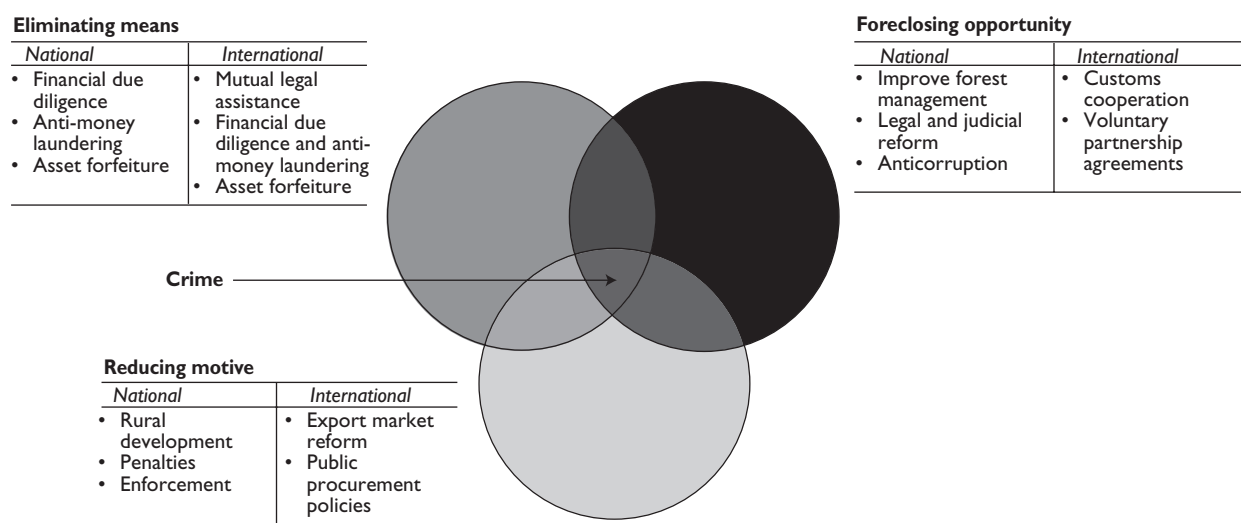 Eliminating means
National International
• Financial due
diligence
• Anti-money
laundering
• Asset forfeiture
• Mutual legal
assistance
• Financial due
diligence and anti-
money laundering
• Asset forfeiture
Foreclosing opportunity
National International
• Improve forest
management
• Legal and judicial
reform
• Anticorruption
• Customs
cooperation
• Voluntary
partnership
agreements
Crime
Reducing motive
National International
• Rural
development
• Penalties
• Enforcement
• Export market
reform
• Public
procurement
policies